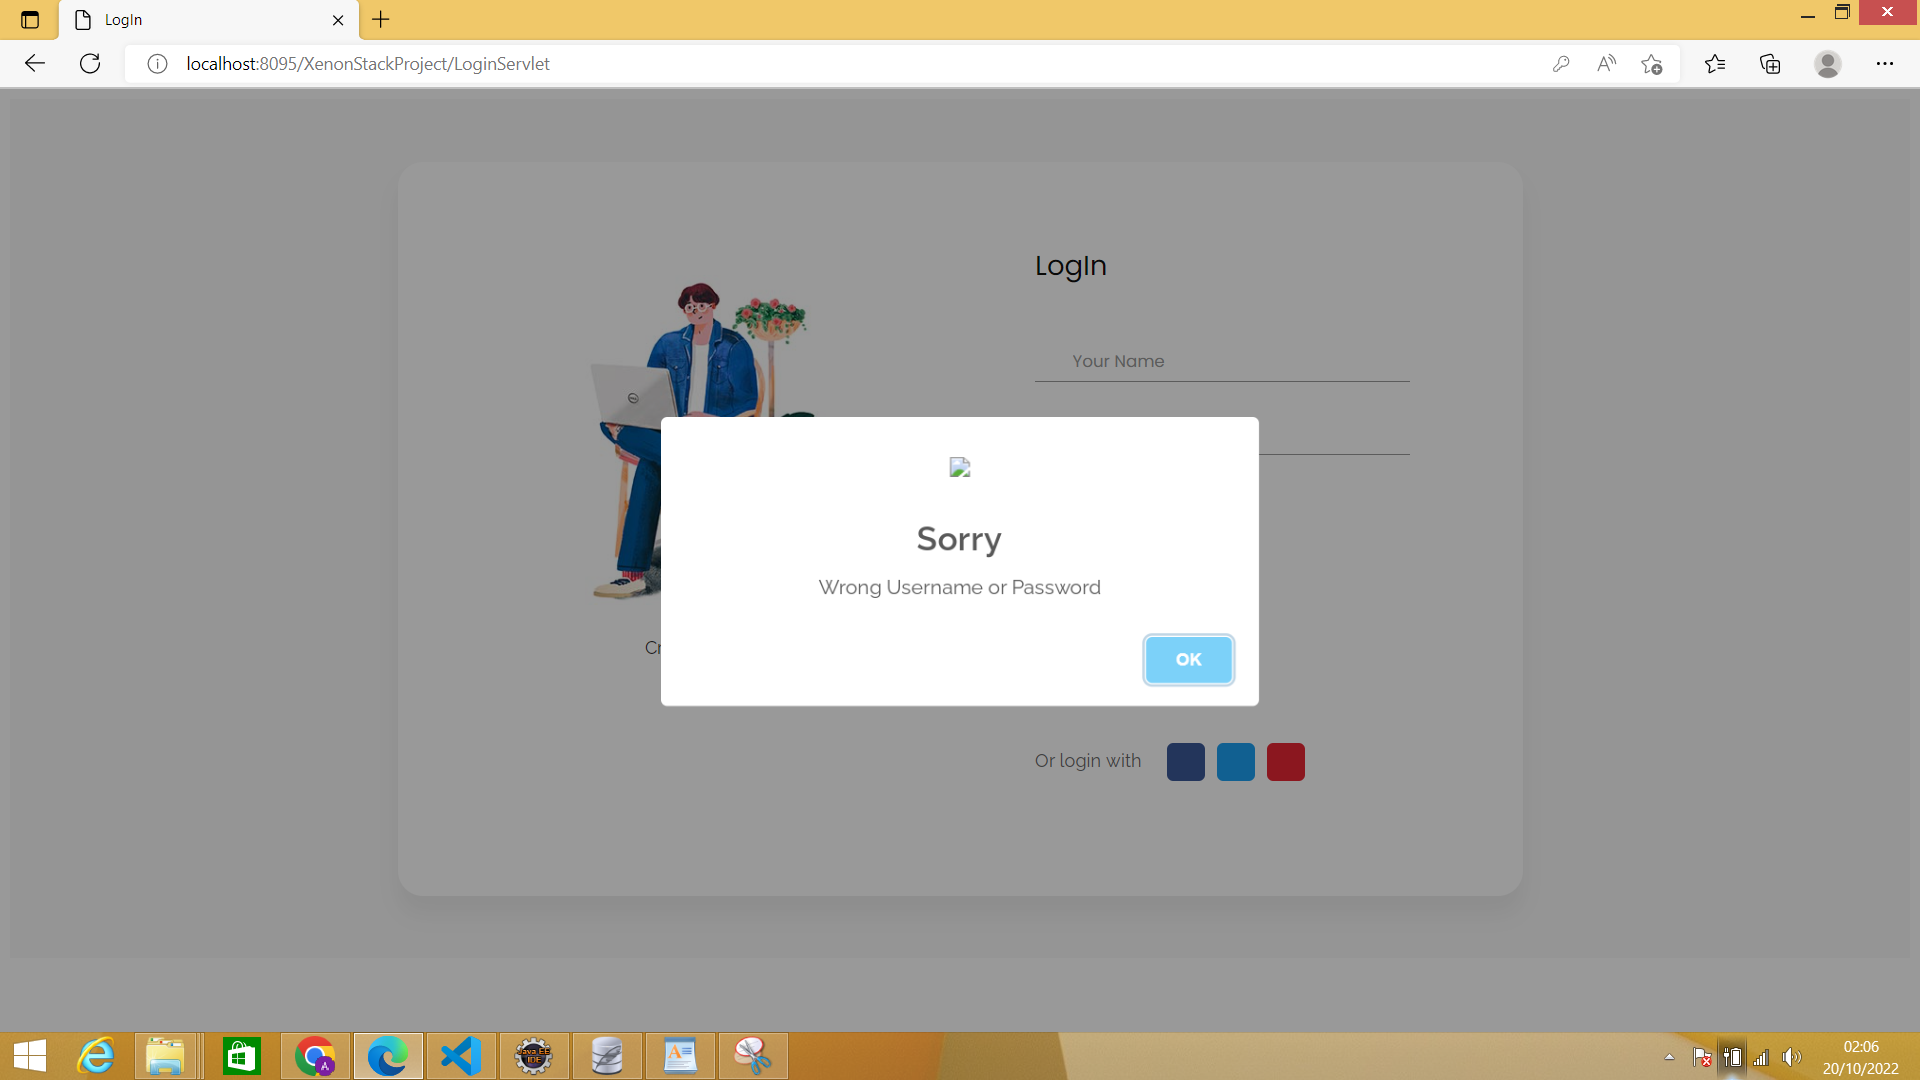 LogIn
localhost:8095/XenonStackProject/LoginServlet
LogIn
Your Name
Sorry
Wrong Username or Password
OK
Or login with
02:06
20/10/2022